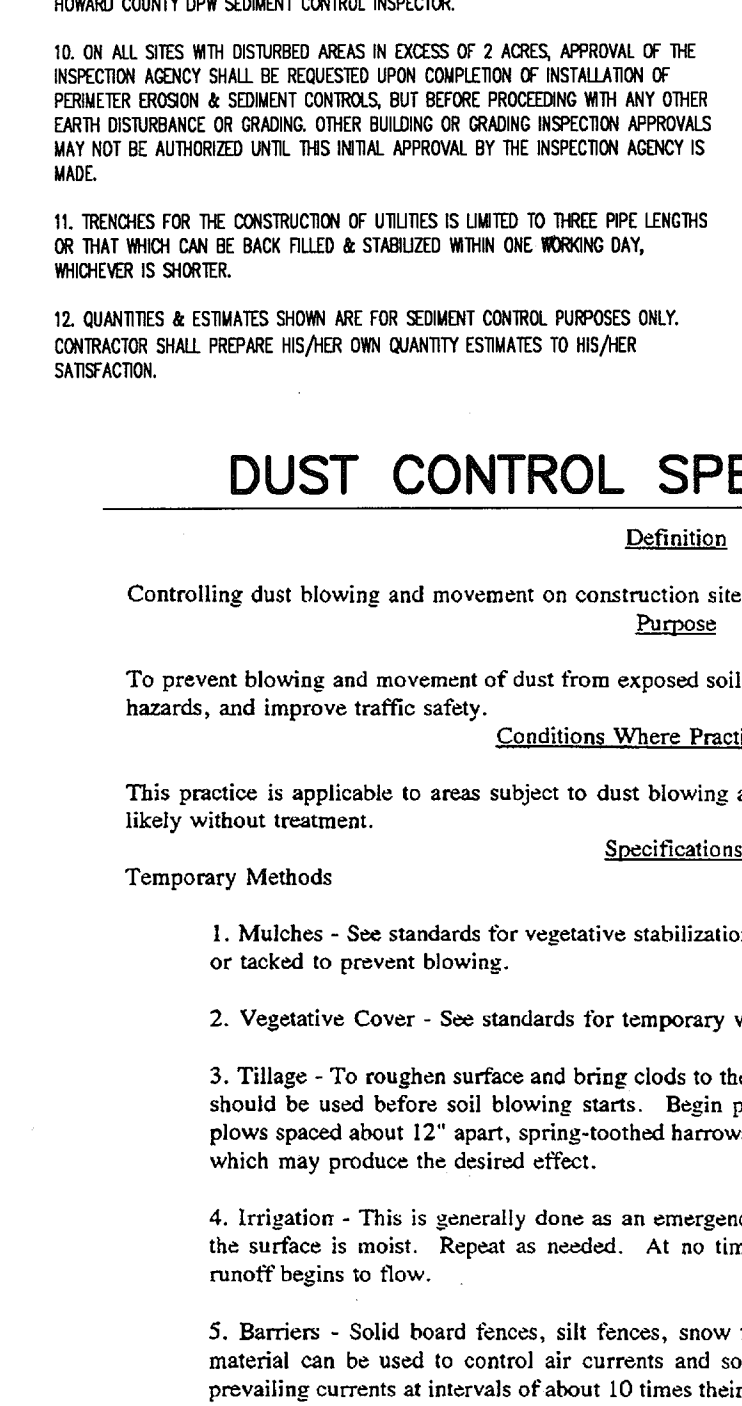 HOWARD COUNTY DPW SEDIMENT CONTROL INSPECTOR.
10. ON ALL SITES WITH DISTURBED AREAS IN EXCESS OF 2 ACRES, APPROVAL OF THE
INSPECTION AGENCY SHALL BE REQUESTED UPON COMPLETION OF INSTALLATION OF
PERIMETER EROSION & SEDIMENT CONTROLS, BUT BEFORE PROCEEDING WITH ANY OTHER
EARTH DISTURBANCE OR GRADING. OTHER BUILDING OR GRADING INSPECTION APPROVALS
MAY NOT BE AUTHORIZED UNTIL THIS INITIAL APPROVAL BY THE INSPECTION AGENCY IS
MADE.
11. TRENCHES FOR THE CONSTRUCTION OF UTILITIES IS LIMITED TO THREE PIPE LENGTHS
OR THAT WHICH CAN BE BACK FILLED & STABILIZED WITHIN ONE WORKING DAY,
WHICHEVER IS SHORTER.
12. QUANTITIES & ESTIMATES SHOWN ARE FOR SEDIMENT CONTROL PURPOSES ONLY.
CONTRACTOR SHALL PREPARE HIS/HER OWN QUANTITY ESTIMATES TO HIS/HER
SATISFACTION.
DUST CONTROL SPE
Definition
Controlling dust blowing and movement on construction site
Purpose
To prevent blowing and movement of dust from exposed soil
hazards, and improve traffic safety.
Conditions Where Practi
This practice is applicable to areas subject to dust blowing a
likely without treatment.
Specifications
Temporary Methods
1. Mulches - See standards for vegetative stabilizatio
or tacked to prevent blowing.
2. Vegetative Cover - See standards for temporary v
3. Tillage - To roughen surface and bring clods to the
should be used before soil blowing starts. Begin p
plows spaced about 12" apart, spring-toothed harrow
which may produce the desired effect.
4. Irrigation - This is generally done as an emergenc
the surface is moist. Repeat as needed. At no tim
runoff begins to flow.
5. Barriers - Solid board fences, silt fences, snow
material can be used to control air currents and so
prevailing currents at intervals of about 10 times their